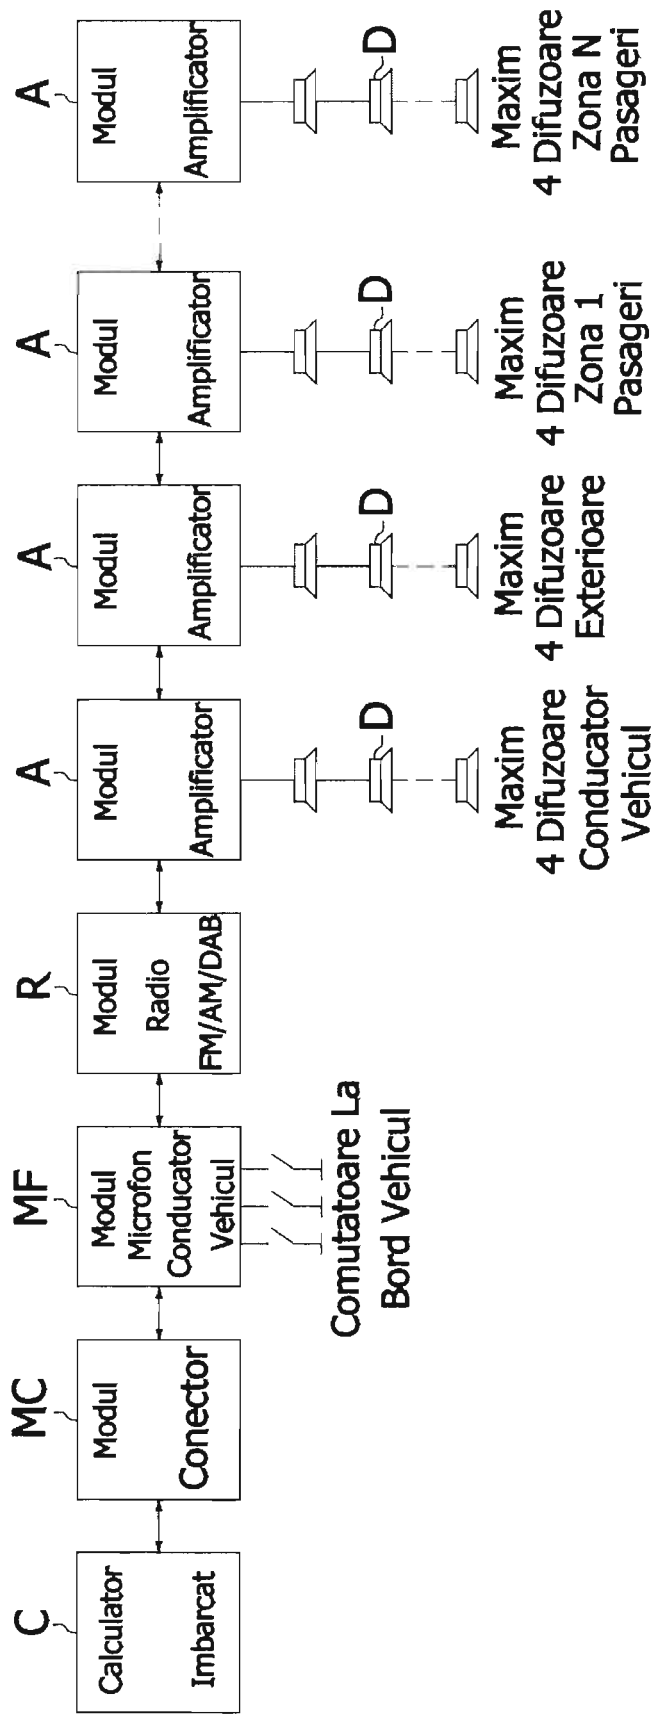 C
Calculator
Imbarcat
MC
Modul
Conector
MF
Modul
Microfon
Conducator
Vehicul
Comutatoare La
Bord Vehicul
R
Modul
Radio
FM/AM/DAB
A
Modul
Amplificator
D
Maxim
4 Difuzoare
Conducator
Vehicul
A
Modul
Amplificator
D
Maxim
4 Difuzoare
Exterioare
A
Modul
Amplificator
D
Maxim
4 Difuzoare
Zona 1
Pasageri
A
Modul
Amplificator
D
Maxim
4 Difuzoare
Zona N
Pasageri